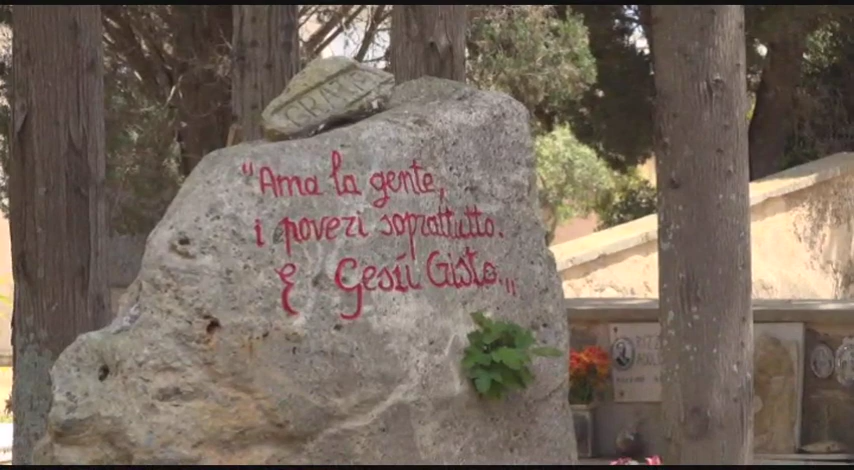 "Ama la gente,
i poveri soprattutto.
E Gesù Cristo..."